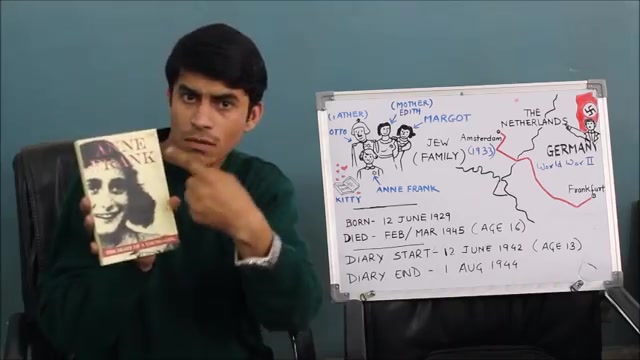 ANNE
FRANK
THE DIARY OF A YOUNG GIRL
(FATHER)
OTTO
(MOTHER)
EDITH
MARGOT
JEW
(FAMILY)
ANNE FRANK
KITTY
THE
NETHERLANDS
Amsterdam
(1933)
GERMANY
World War II
Frankfurt
BORN- 12 JUNE 1929
DIED - FEB/ MAR 1945 (AGE 16)
DIARY START- 12 JUNE 1942 (AGE 13)
DIARY END - 1 AUG 1944